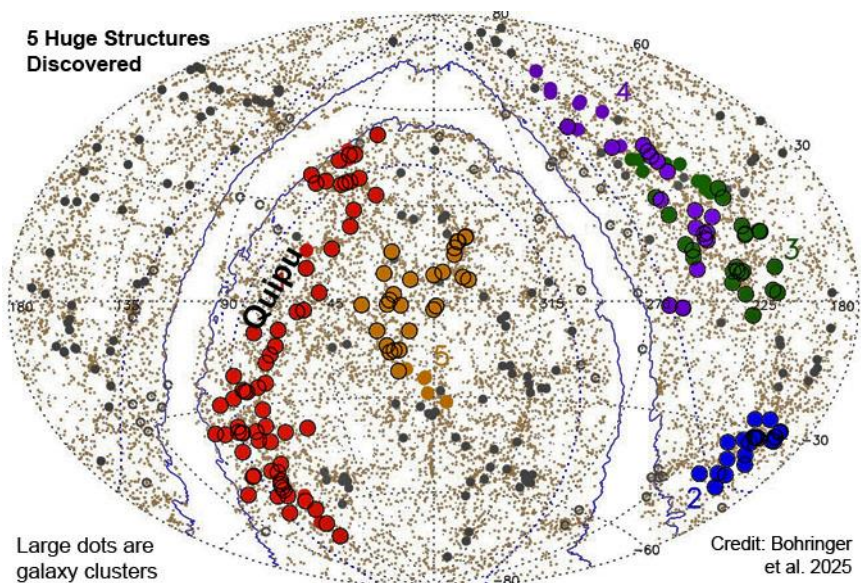 5 Huge Structures
Discovered
80
60
4
30
3
Quipu
180
135
90
45
315
270
225
180
5
-30
2
-60
-80
Large dots are
galaxy clusters
Credit: Bohringer
et al. 2025